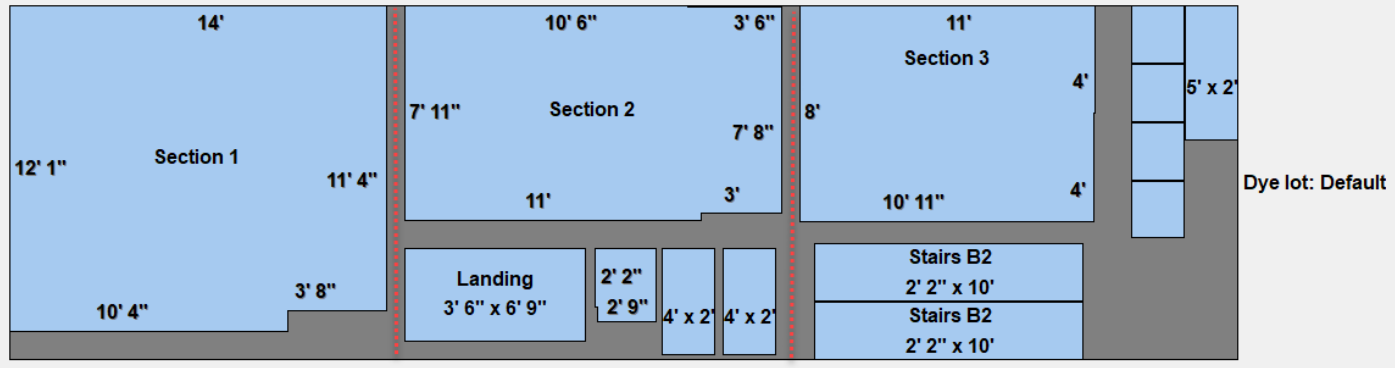 14'
12' 1"
Section 1
11' 4"
10' 4"
3' 8"
10' 6"
3' 6"
7' 11"
Section 2
7' 8"
11'
3'
Landing
3' 6" x 6' 9"
2' 2"
2' 9"
4' x 2'
4' x 2'
11'
Section 3
8'
4'
10' 11"
4'
Stairs B2
2' 2" x 10'
Stairs B2
2' 2" x 10'
5' x 2'
Dye lot: Default